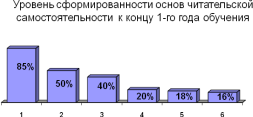 Уровень сформированности основ читательской
самостоятельности к концу 1-го года обучения
85%
50%
40%
20%
18%
16%
1 2 3 4 5 6